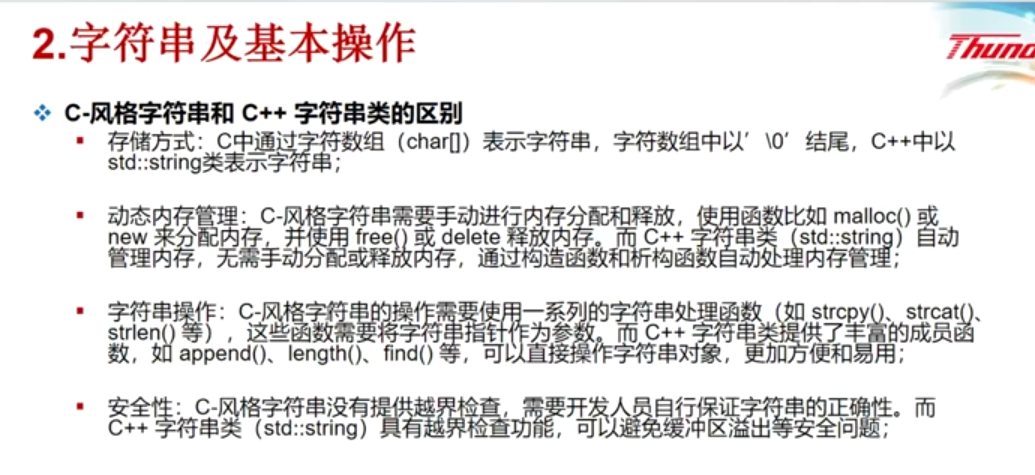 2.字符串及基本操作
Thund
C-风格字符串和 C++ 字符串类的区别
存储方式：C中通过字符数组（char[]）表示字符串，字符数组中以’\0’结尾，C++中以
std::string类表示字符串；
动态内存管理：C-风格字符串需要手动进行内存分配和释放，使用函数比如 malloc() 或
new 来分配内存，并使用 free() 或 delete 释放内存。而 C++ 字符串类（std::string）自动
管理内存，无需手动分配或释放内存，通过构造函数和析构函数自动处理内存管理；
字符串操作：C-风格字符串的操作需要使用一系列的字符串处理函数（如 strcpy()、strcat()、
strlen() 等），这些函数需要将字符串指针作为参数。而 C++ 字符串类提供了丰富的成员函
数，如 append()、length()、find() 等，可以直接操作字符串对象，更加方便和易用；
安全性：C-风格字符串没有提供越界检查，需要开发人员自行保证字符串的正确性。而
C++ 字符串类（std::string）具有越界检查功能，可以避免缓冲区溢出等安全问题；